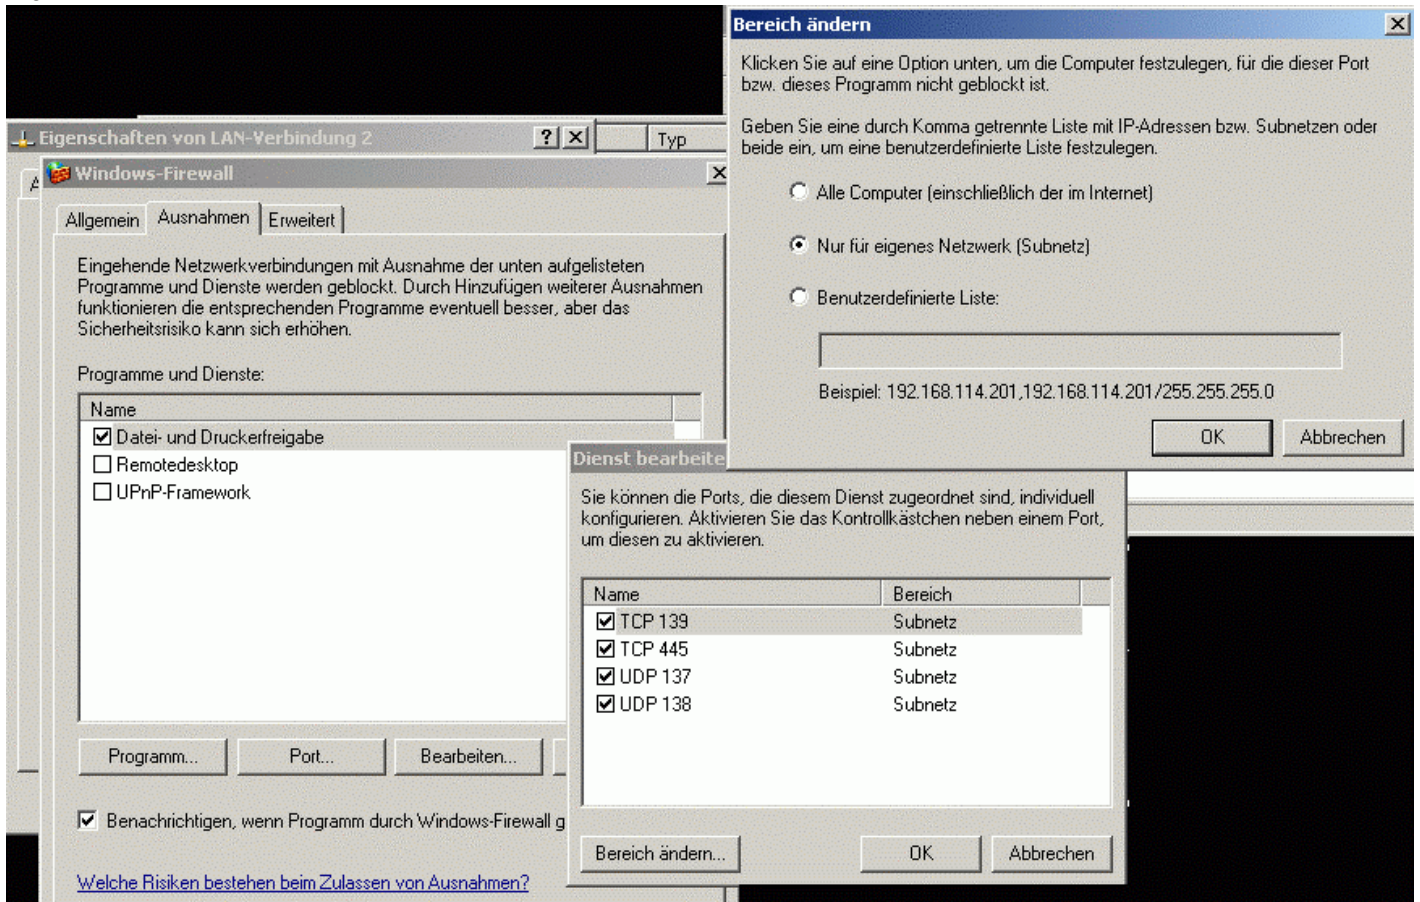 Bereich ändern
Klicken Sie auf eine Option unten, um die Computer festzulegen, für die dieser Port
bzw. dieses Programm nicht geblockt ist.
Geben Sie eine durch Komma getrennte Liste mit IP-Adressen bzw. Subnetzen oder
beide ein, um eine benutzerdefinierte Liste festzulegen.
Alle Computer (einschließlich der im Internet)
Nur für eigenes Netzwerk (Subnetz)
Benutzerdefinierte Liste:
Beispiel: 192.168.114.201,192.168.114.201/255.255.255.0
OK
Abbrechen
Eigenschaften von LAN-Verbindung 2
Typ
Windows-Firewall
Allgemein
Ausnahmen
Erweitert
Eingehende Netzwerkverbindungen mit Ausnahme der unten aufgelisteten
Programme und Dienste werden geblockt. Durch Hinzufügen weiterer Ausnahmen
funktionieren die entsprechenden Programme eventuell besser, aber das
Sicherheitsrisiko kann sich erhöhen.
Programme und Dienste:
Name
Datei- und Druckerfreigabe
Remotedesktop
UPnP-Framework
Programm...
Port...
Bearbeiten...
Benachrichtigen, wenn Programm durch Windows-Firewall g
Welche Risiken bestehen beim Zulassen von Ausnahmen?
Dienst bearbeite
Sie können die Ports, die diesem Dienst zugeordnet sind, individuell
konfigurieren. Aktivieren Sie das Kontrollkästchen neben einem Port,
um diesen zu aktivieren.
Name Bereich
TCP 139 Subnetz
TCP 445 Subnetz
UDP 137 Subnetz
UDP 138 Subnetz
Bereich ändern...
OK
Abbrechen